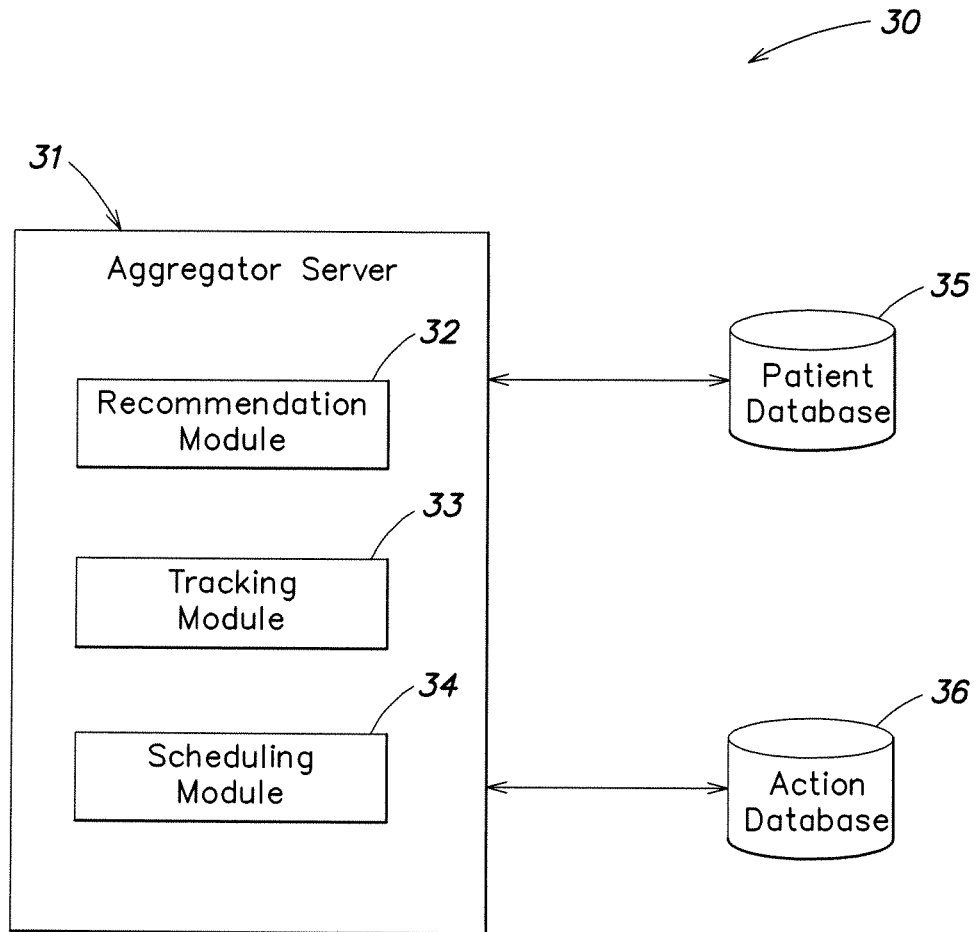 30
31
Aggregator Server
32
Recommendation
Module
33
Tracking
Module
34
Scheduling
Module
35
Patient
Database
36
Action
Database